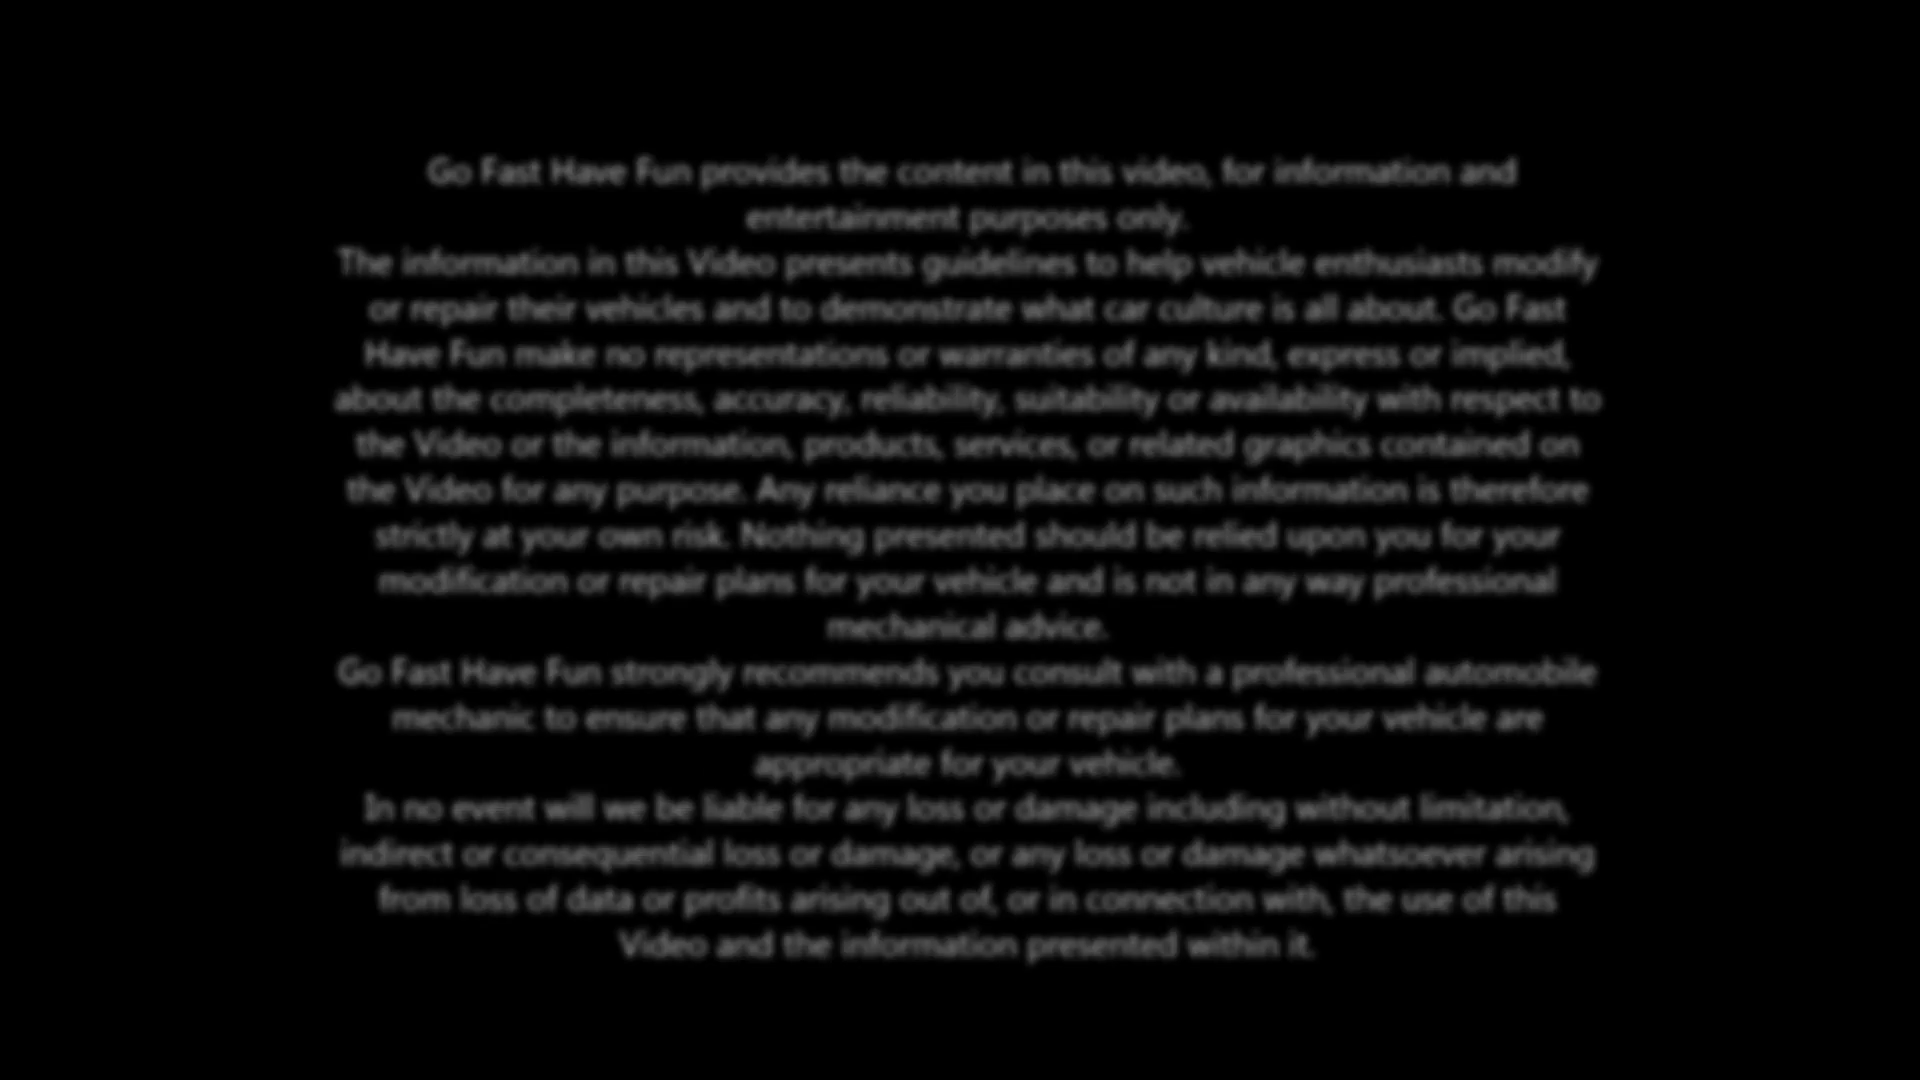 Go Fast Have Fun provides the content in this video, for information and
entertainment purposes only.
The information in this Video presents guidelines to help vehicle enthusiasts modify
or repair their vehicles and to demonstrate what car culture is all about. Go Fast
Have Fun make no representations or warranties of any kind, express or implied,
about the completeness, accuracy, reliability, suitability or availability with respect to
the Video or the information, products, services, or related graphics contained on
the Video for any purpose. Any reliance you place on such information is therefore
strictly at your own risk. Nothing presented should be relied upon you for your
modification or repair plans for your vehicle and is not in any way professional
mechanical advice.
Go Fast Have Fun strongly recommends you consult with a professional automobile
mechanic to ensure that any modification or repair plans for your vehicle are
appropriate for your vehicle.
In no event will we be liable for any loss or damage including without limitation,
indirect or consequential loss or damage, or any loss or damage whatsoever arising
from loss of data or profits arising out of, or in connection with, the use of this
Video and the information presented within it.